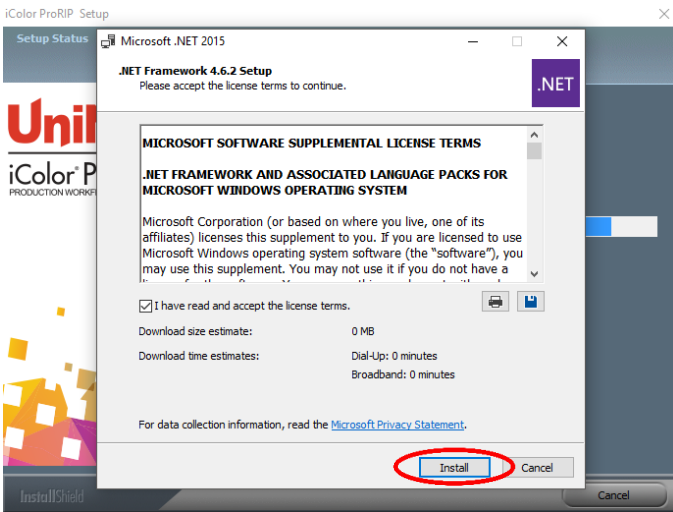 iColor ProRIP Setup
Setup Status
Microsoft .NET 2015
.NET Framework 4.6.2 Setup
Please accept the license terms to continue.
.NET
Unil
iColor P
PRODUCTION WORKF
MICROSOFT SOFTWARE SUPPLEMENTAL LICENSE TERMS
.NET FRAMEWORK AND ASSOCIATED LANGUAGE PACKS FOR
MICROSOFT WINDOWS OPERATING SYSTEM
Microsoft Corporation (or based on where you live, one of its
affiliates) licenses this supplement to you. If you are licensed to use
Microsoft Windows operating system software (the “software”), you
may use this supplement. You may not use it if you do not have a
I have read and accept the license terms.
Download size estimate: 0 MB
Download time estimates: Dial-Up: 0 minutes
Broadband: 0 minutes
For data collection information, read the Microsoft Privacy Statement.
Install Cancel
InstallShield
Cancel